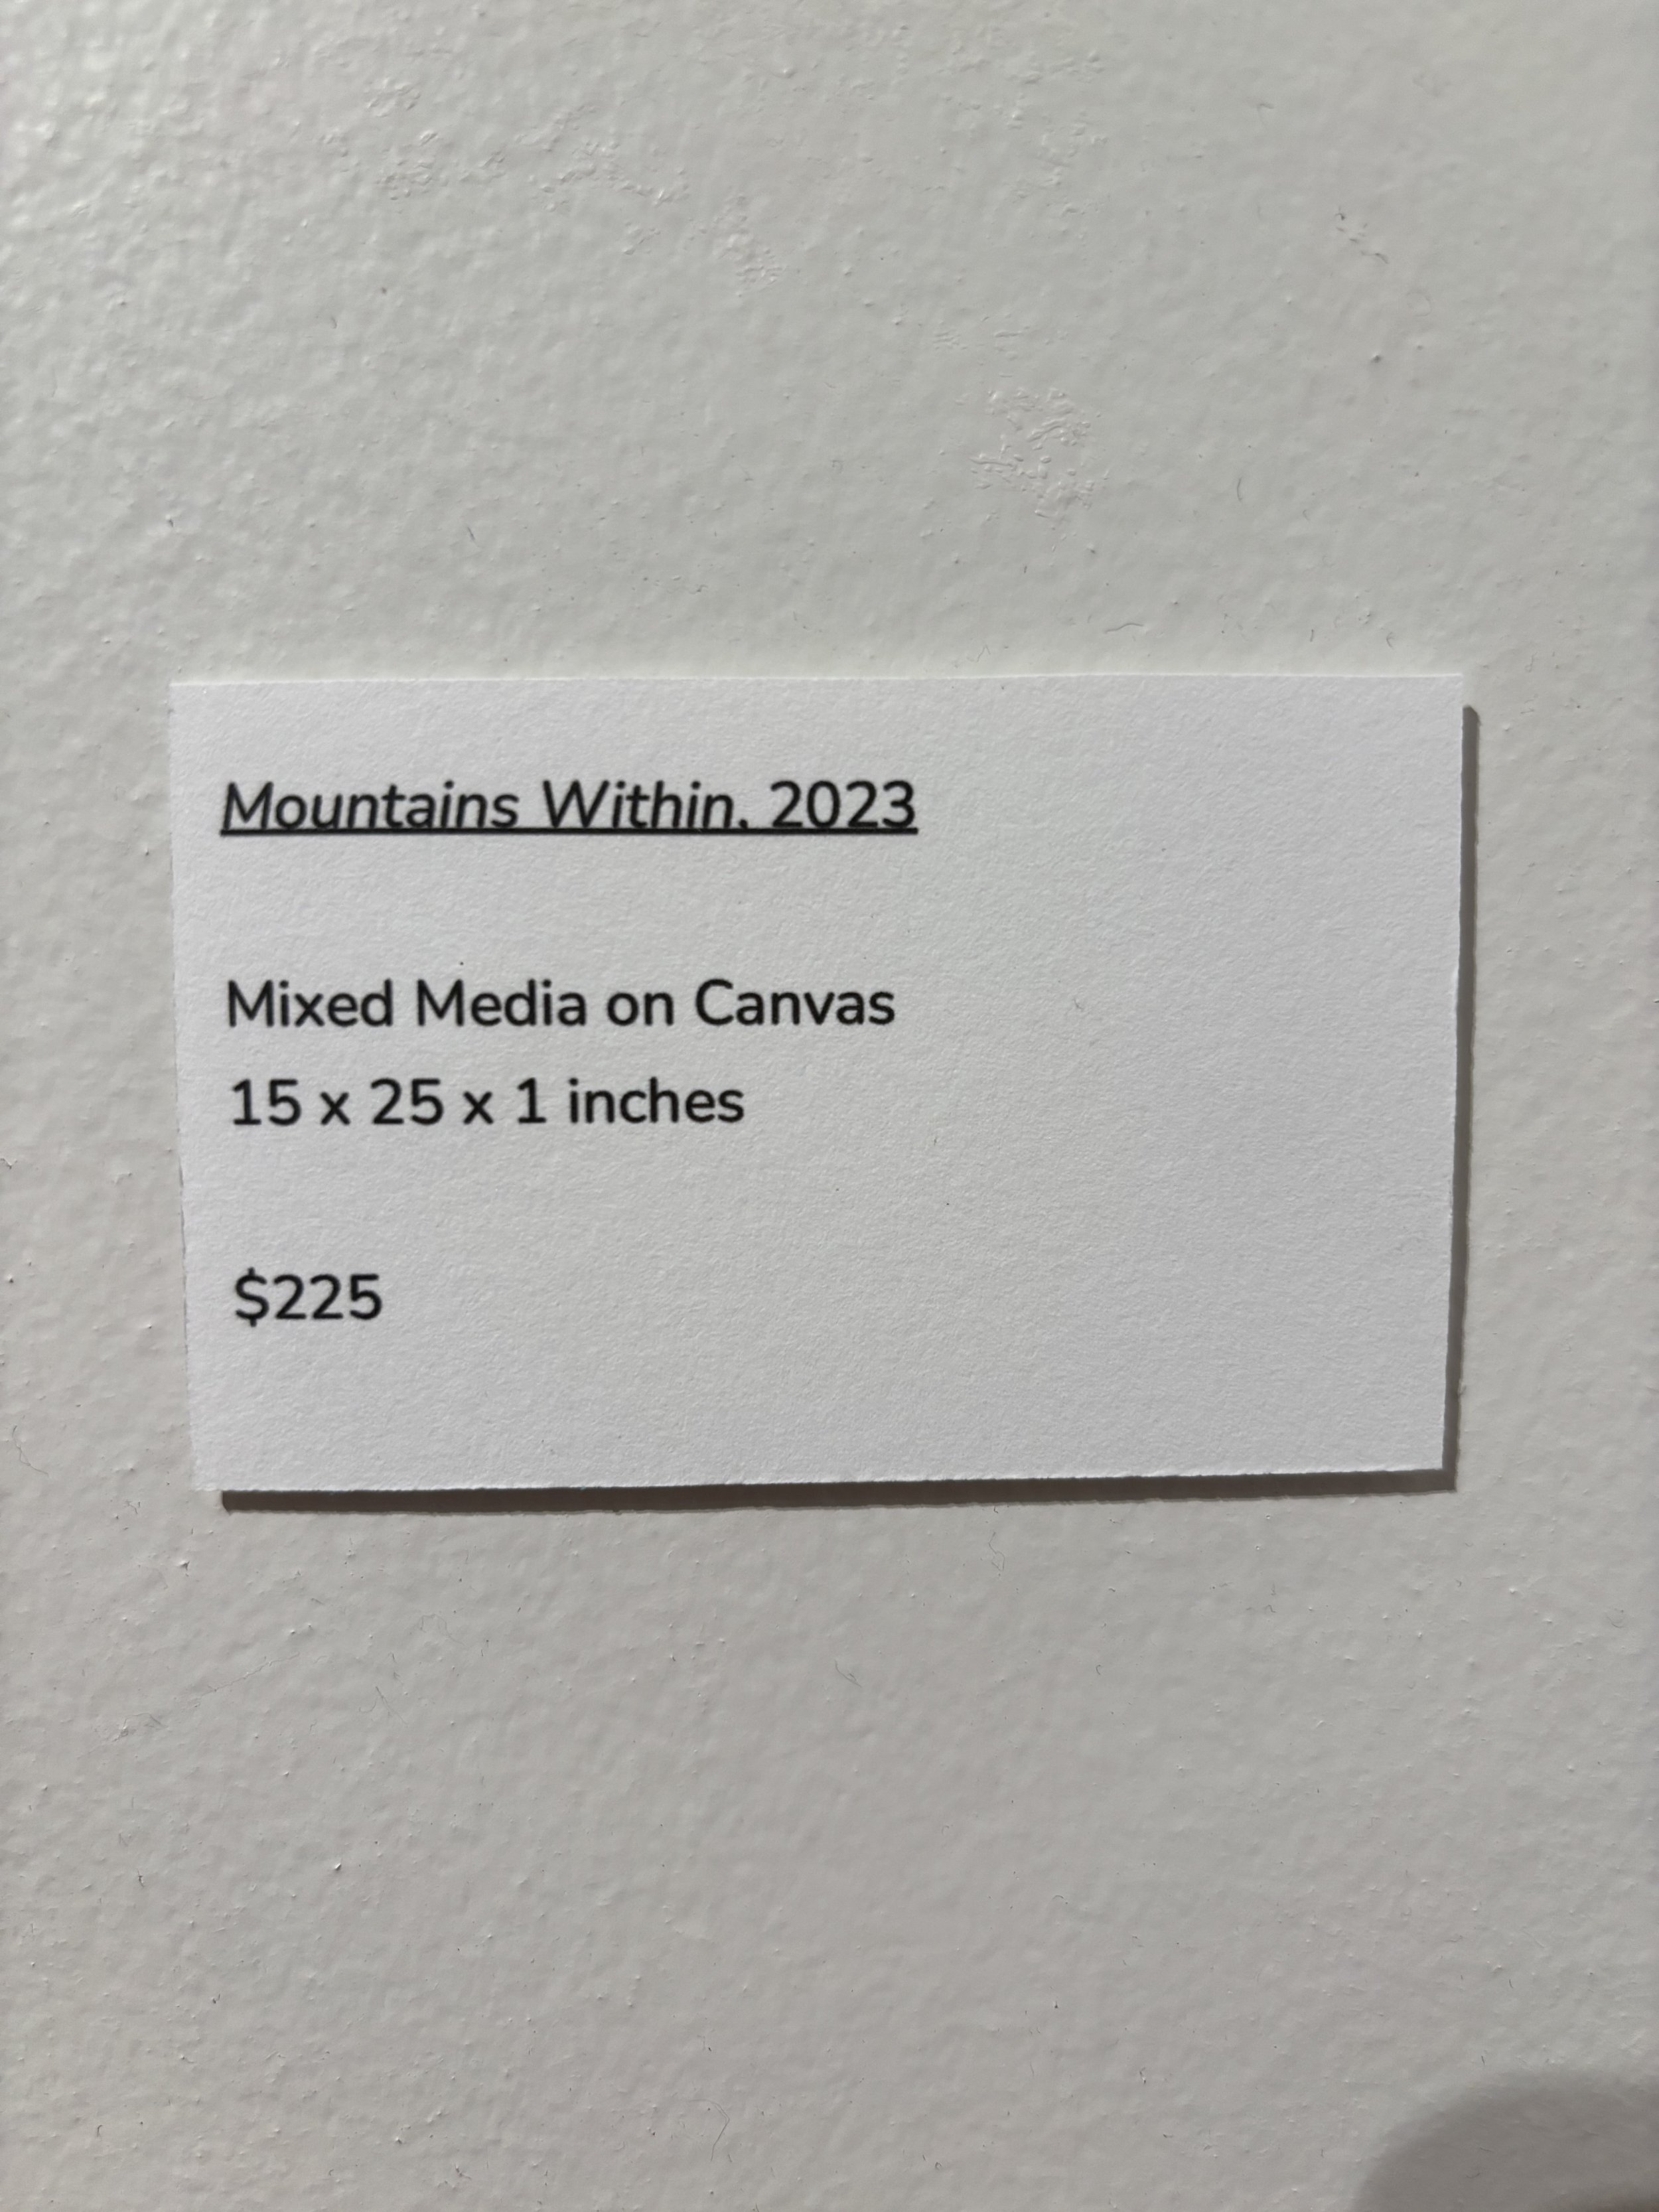 Mountains Within, 2023
Mixed Media on Canvas
15 x 25 x 1 inches
$225